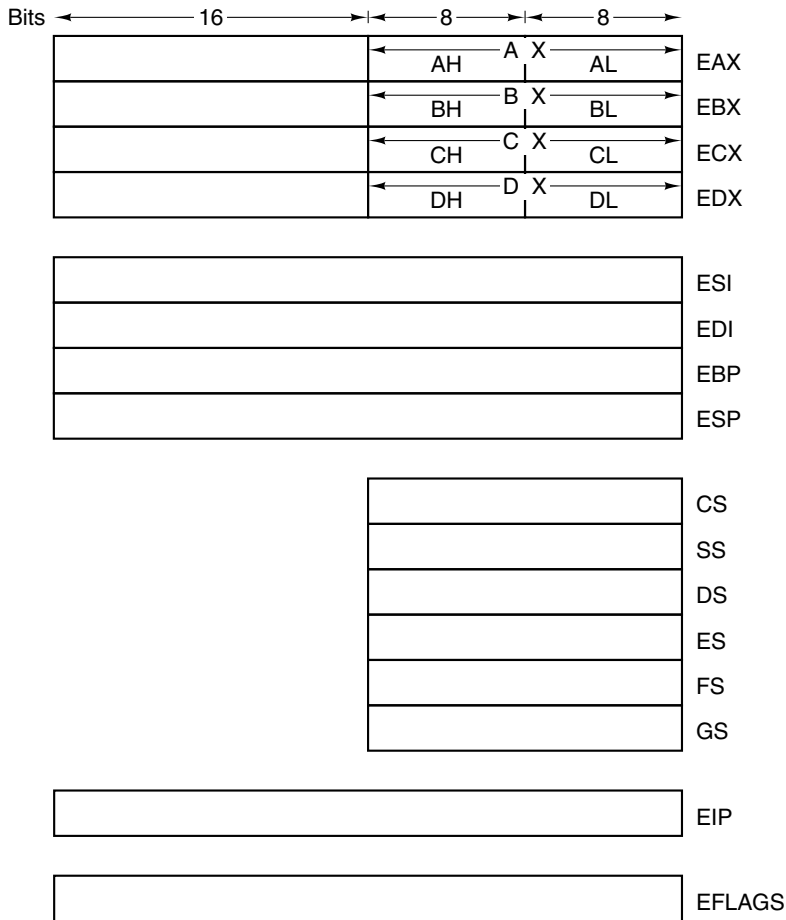 Bits 16 8 8
A X
AH AL EAX
B X
BH BL EBX
C X
CH CL ECX
D X
DH DL EDX
ESI
EDI
EBP
ESP
CS
SS
DS
ES
FS
GS
EIP
EFLAGS